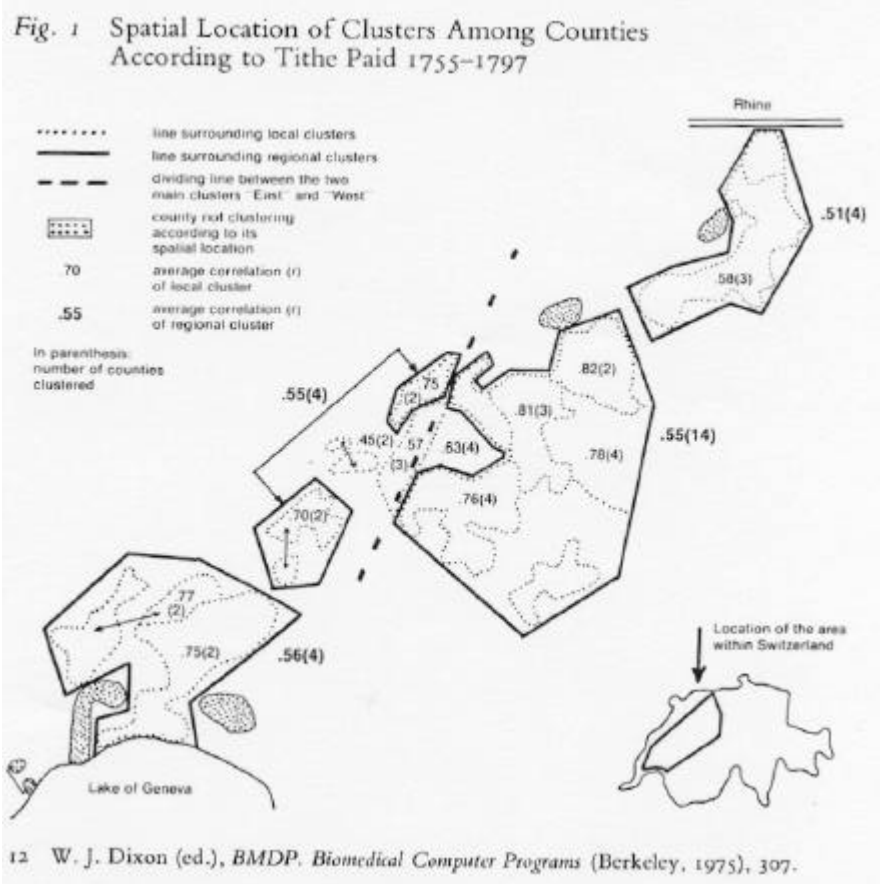 Fig. 1 Spatial Location of Clusters Among Counties
According to Tithe Paid 1755–1797
line surrounding local clusters
line surrounding regional clusters
dividing line between the two
main clusters "East" and "West"
county not clustering
according to its
spatial location
70 average correlation (r)
of local cluster
.55 average correlation (r)
of regional cluster
In parenthesis:
number of counties
clustered
Rhine
.51(4)
.58(3)
.82(2)
.75
(2)
.81(3)
.55(4)
.55(14)
.45(2)
.57
(3)
.63(4)
.78(4)
.76(4)
.70(2)
.77
(2)
.75(2)
.56(4)
Location of the area
within Switzerland
Lake of Geneva
12 W. J. Dixon (ed.), BMDP. Biomedical Computer Programs (Berkeley, 1975), 307.